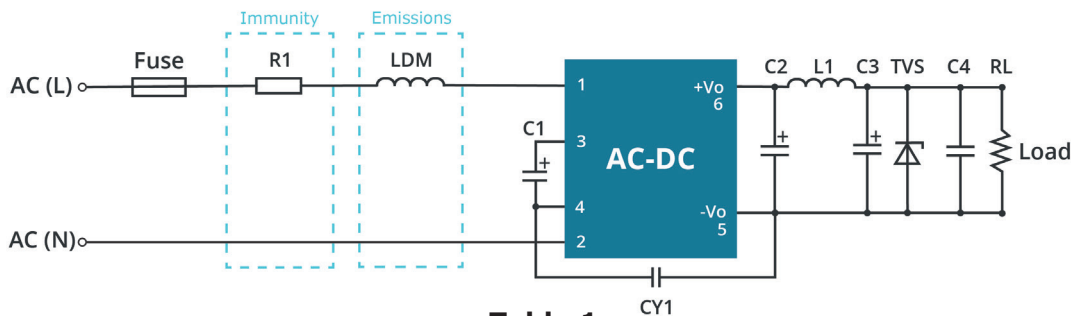 Immunity Emissions
Fuse R1 LDM C2 L1 C3 TVS C4 RL
AC (L) 1 +Vo
6
C1 + 3 AC-DC + + Load
4 -Vo
5
AC (N) 2
CY1